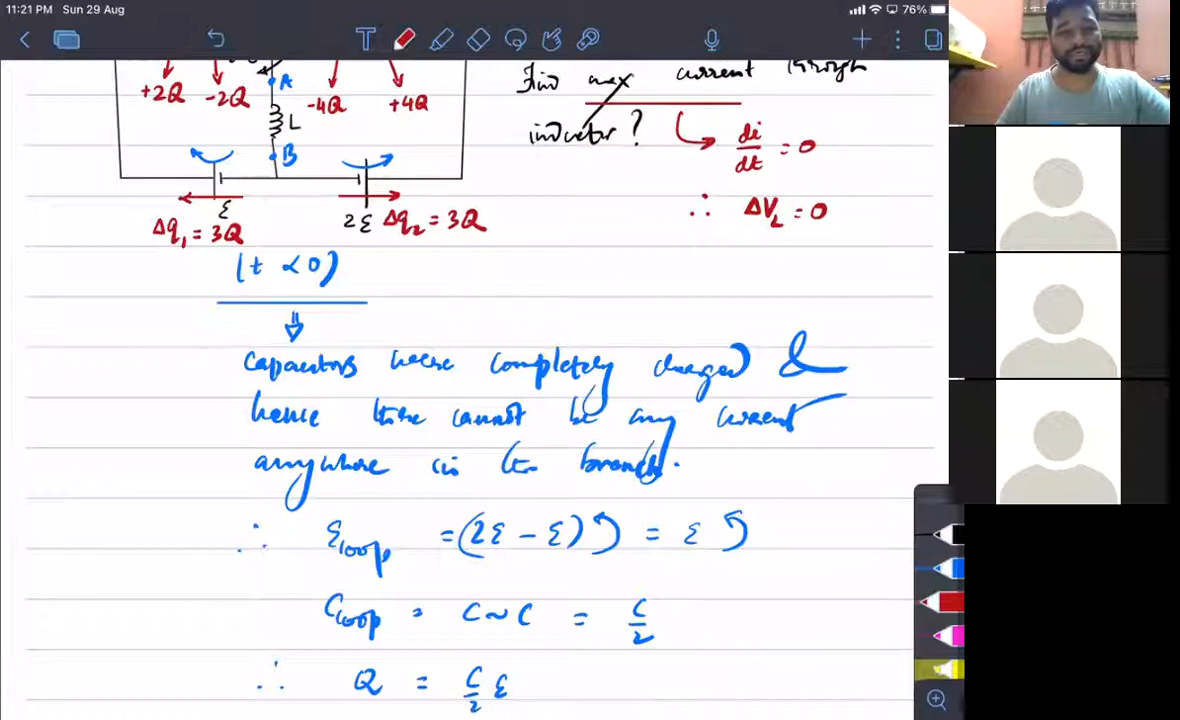 11:21 PM Sun 29 Aug
76%
T
+2Q -2Q -4Q +4Q
A
L
B
ε
2ε
Δq₁ = 3Q
Δq₂ = 3Q
Find max current through
inductor ?
di/dt = 0
∴ ΔV_L = 0
(t < 0)
capacitors were completely charged &
hence there cannot be any current
anywhere in the branch.
∴ ε_loop = (2ε - ε) ↺ = ε ↺
C_loop = C ~ C = C/2
∴ Q = C/2 ε